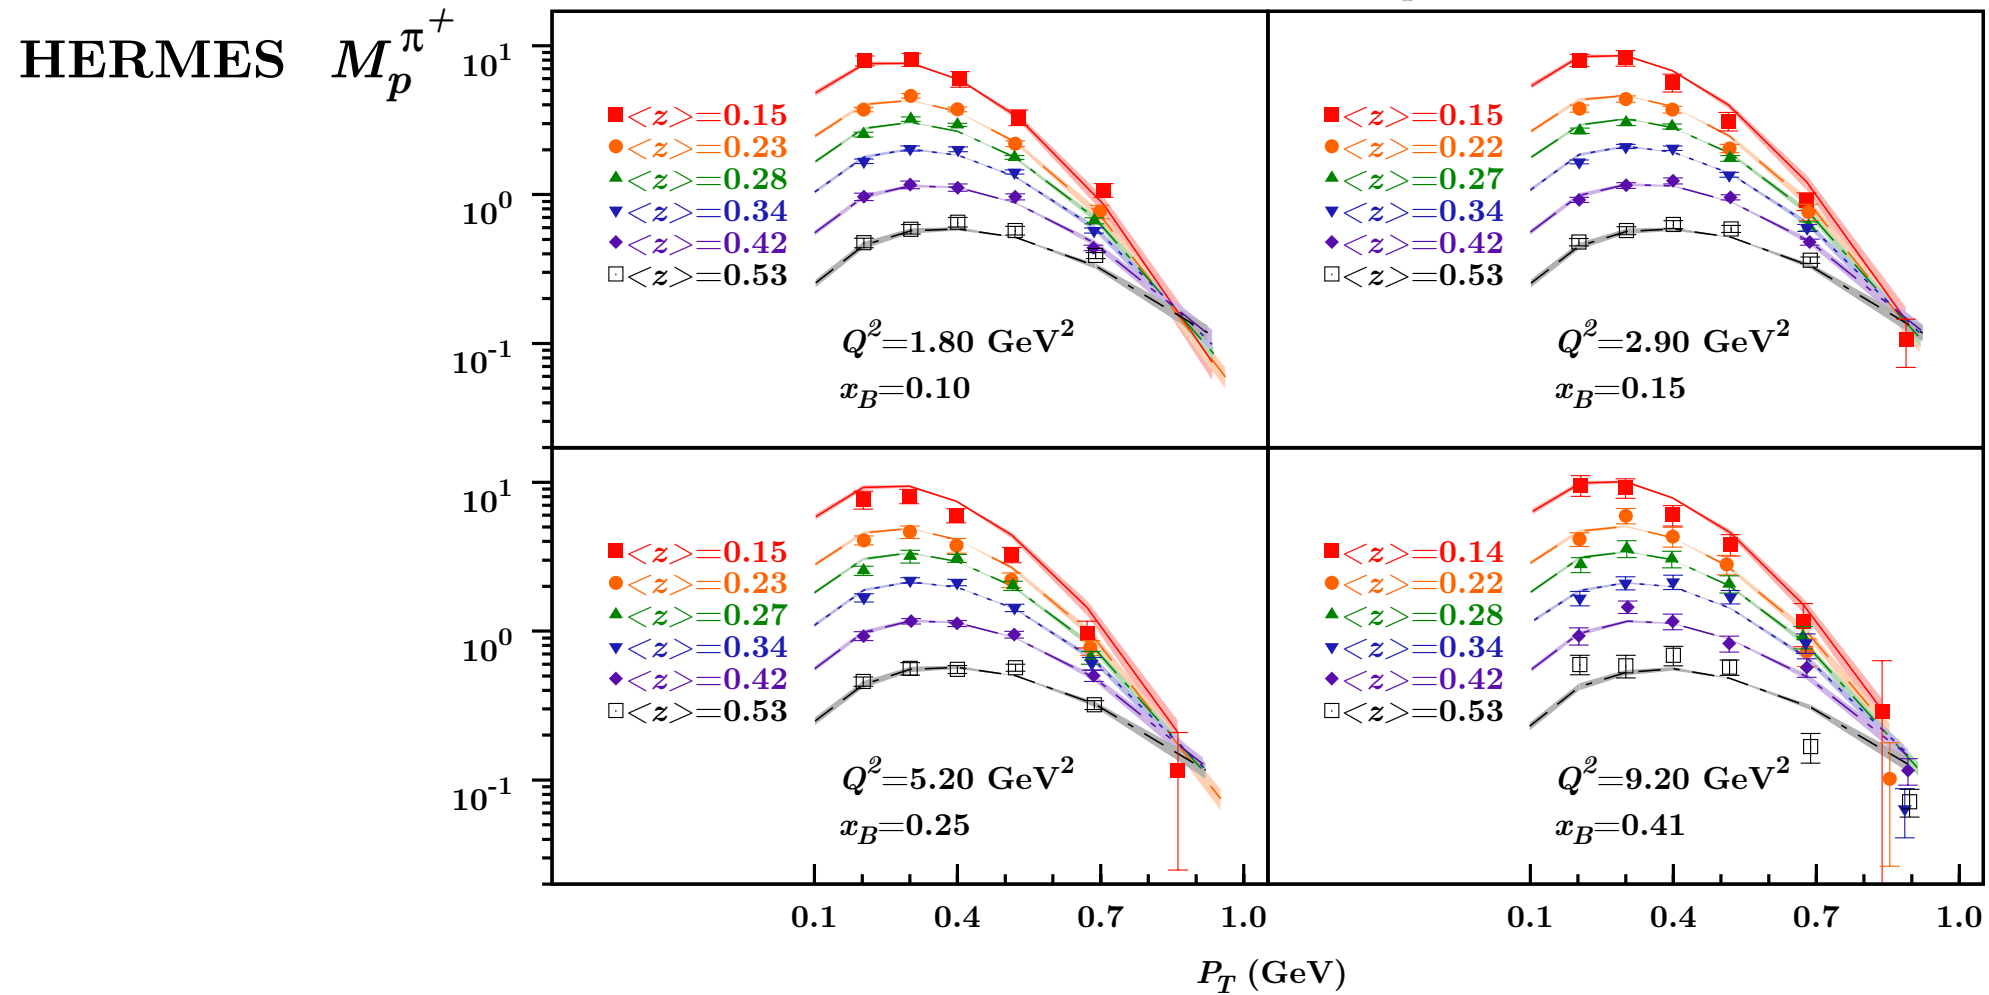 HERMES M_p^{π^+}
10^1
10^0
10^{-1}
<z>=0.15
<z>=0.23
<z>=0.28
<z>=0.34
<z>=0.42
<z>=0.53
Q^2=1.80 GeV^2
x_B=0.10
<z>=0.15
<z>=0.22
<z>=0.27
<z>=0.34
<z>=0.42
<z>=0.53
Q^2=2.90 GeV^2
x_B=0.15
10^1
10^0
10^{-1}
<z>=0.15
<z>=0.23
<z>=0.27
<z>=0.34
<z>=0.42
<z>=0.53
Q^2=5.20 GeV^2
x_B=0.25
<z>=0.14
<z>=0.22
<z>=0.28
<z>=0.34
<z>=0.42
<z>=0.53
Q^2=9.20 GeV^2
x_B=0.41
0.1 0.4 0.7 1.0 0.1 0.4 0.7 1.0
P_T (GeV)